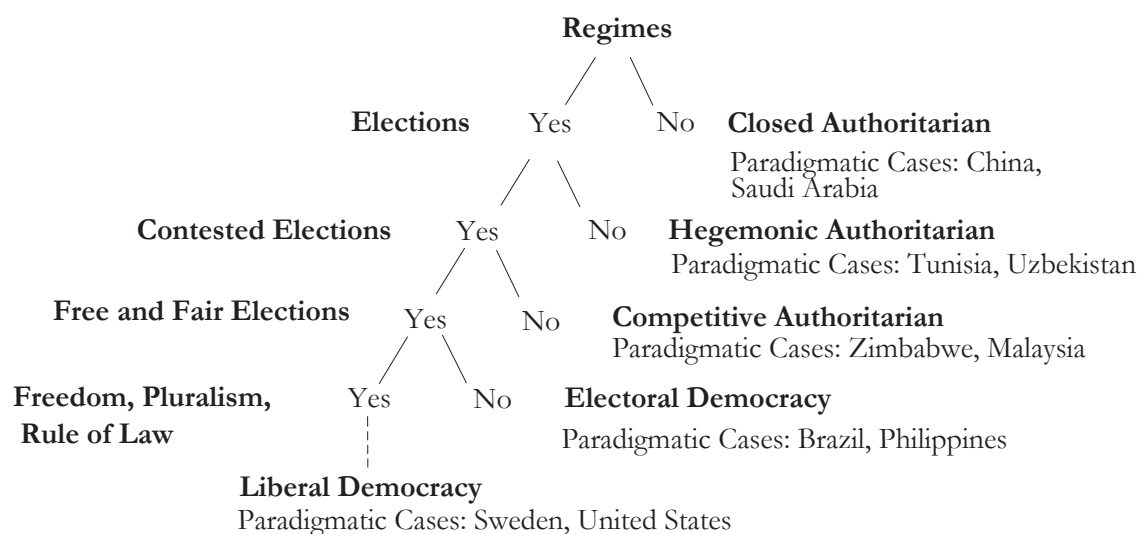 Regimes
Elections Yes No Closed Authoritarian
Paradigmatic Cases: China,
Saudi Arabia
Contested Elections Yes No Hegemonic Authoritarian
Paradigmatic Cases: Tunisia, Uzbekistan
Free and Fair Elections Yes No Competitive Authoritarian
Paradigmatic Cases: Zimbabwe, Malaysia
Freedom, Pluralism, Yes No Electoral Democracy
Rule of Law
Paradigmatic Cases: Brazil, Philippines
Liberal Democracy
Paradigmatic Cases: Sweden, United States